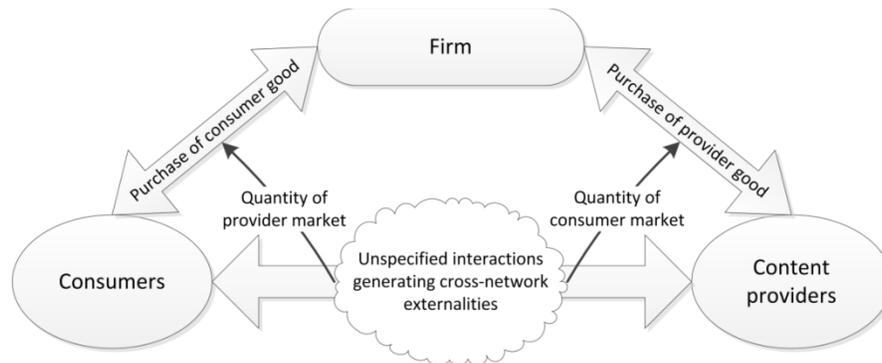 Firm
Purchase of consumer good
Purchase of provider good
Quantity of
provider market
Quantity of
consumer market
Consumers
Unspecified interactions
generating cross-network
externalities
Content
providers